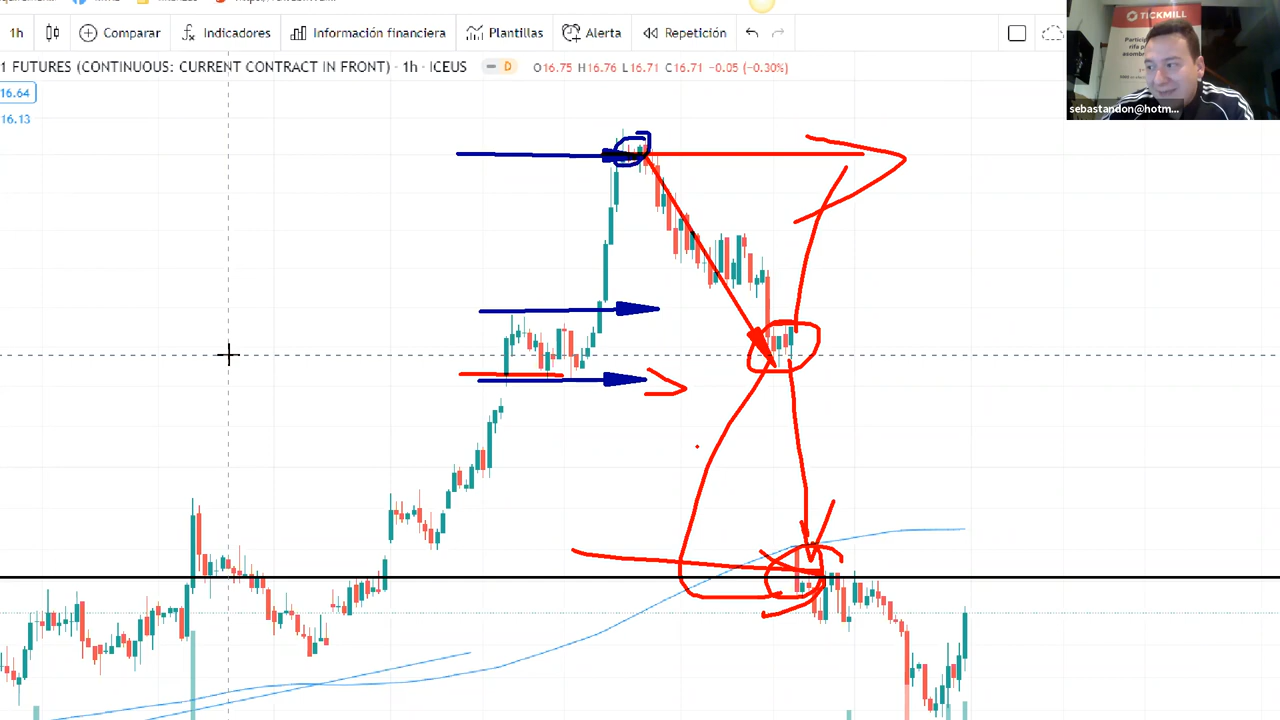 1h Comparar Indicadores Información financiera Plantillas Alerta Repetición
1 FUTURES (CONTINUOUS: CURRENT CONTRACT IN FRONT) · 1h · ICEUS D O16.75 H16.76 L16.71 C16.71 −0.05 (−0.30%)
16.64
16.13
TICKMILL
sebastandon@hotm...